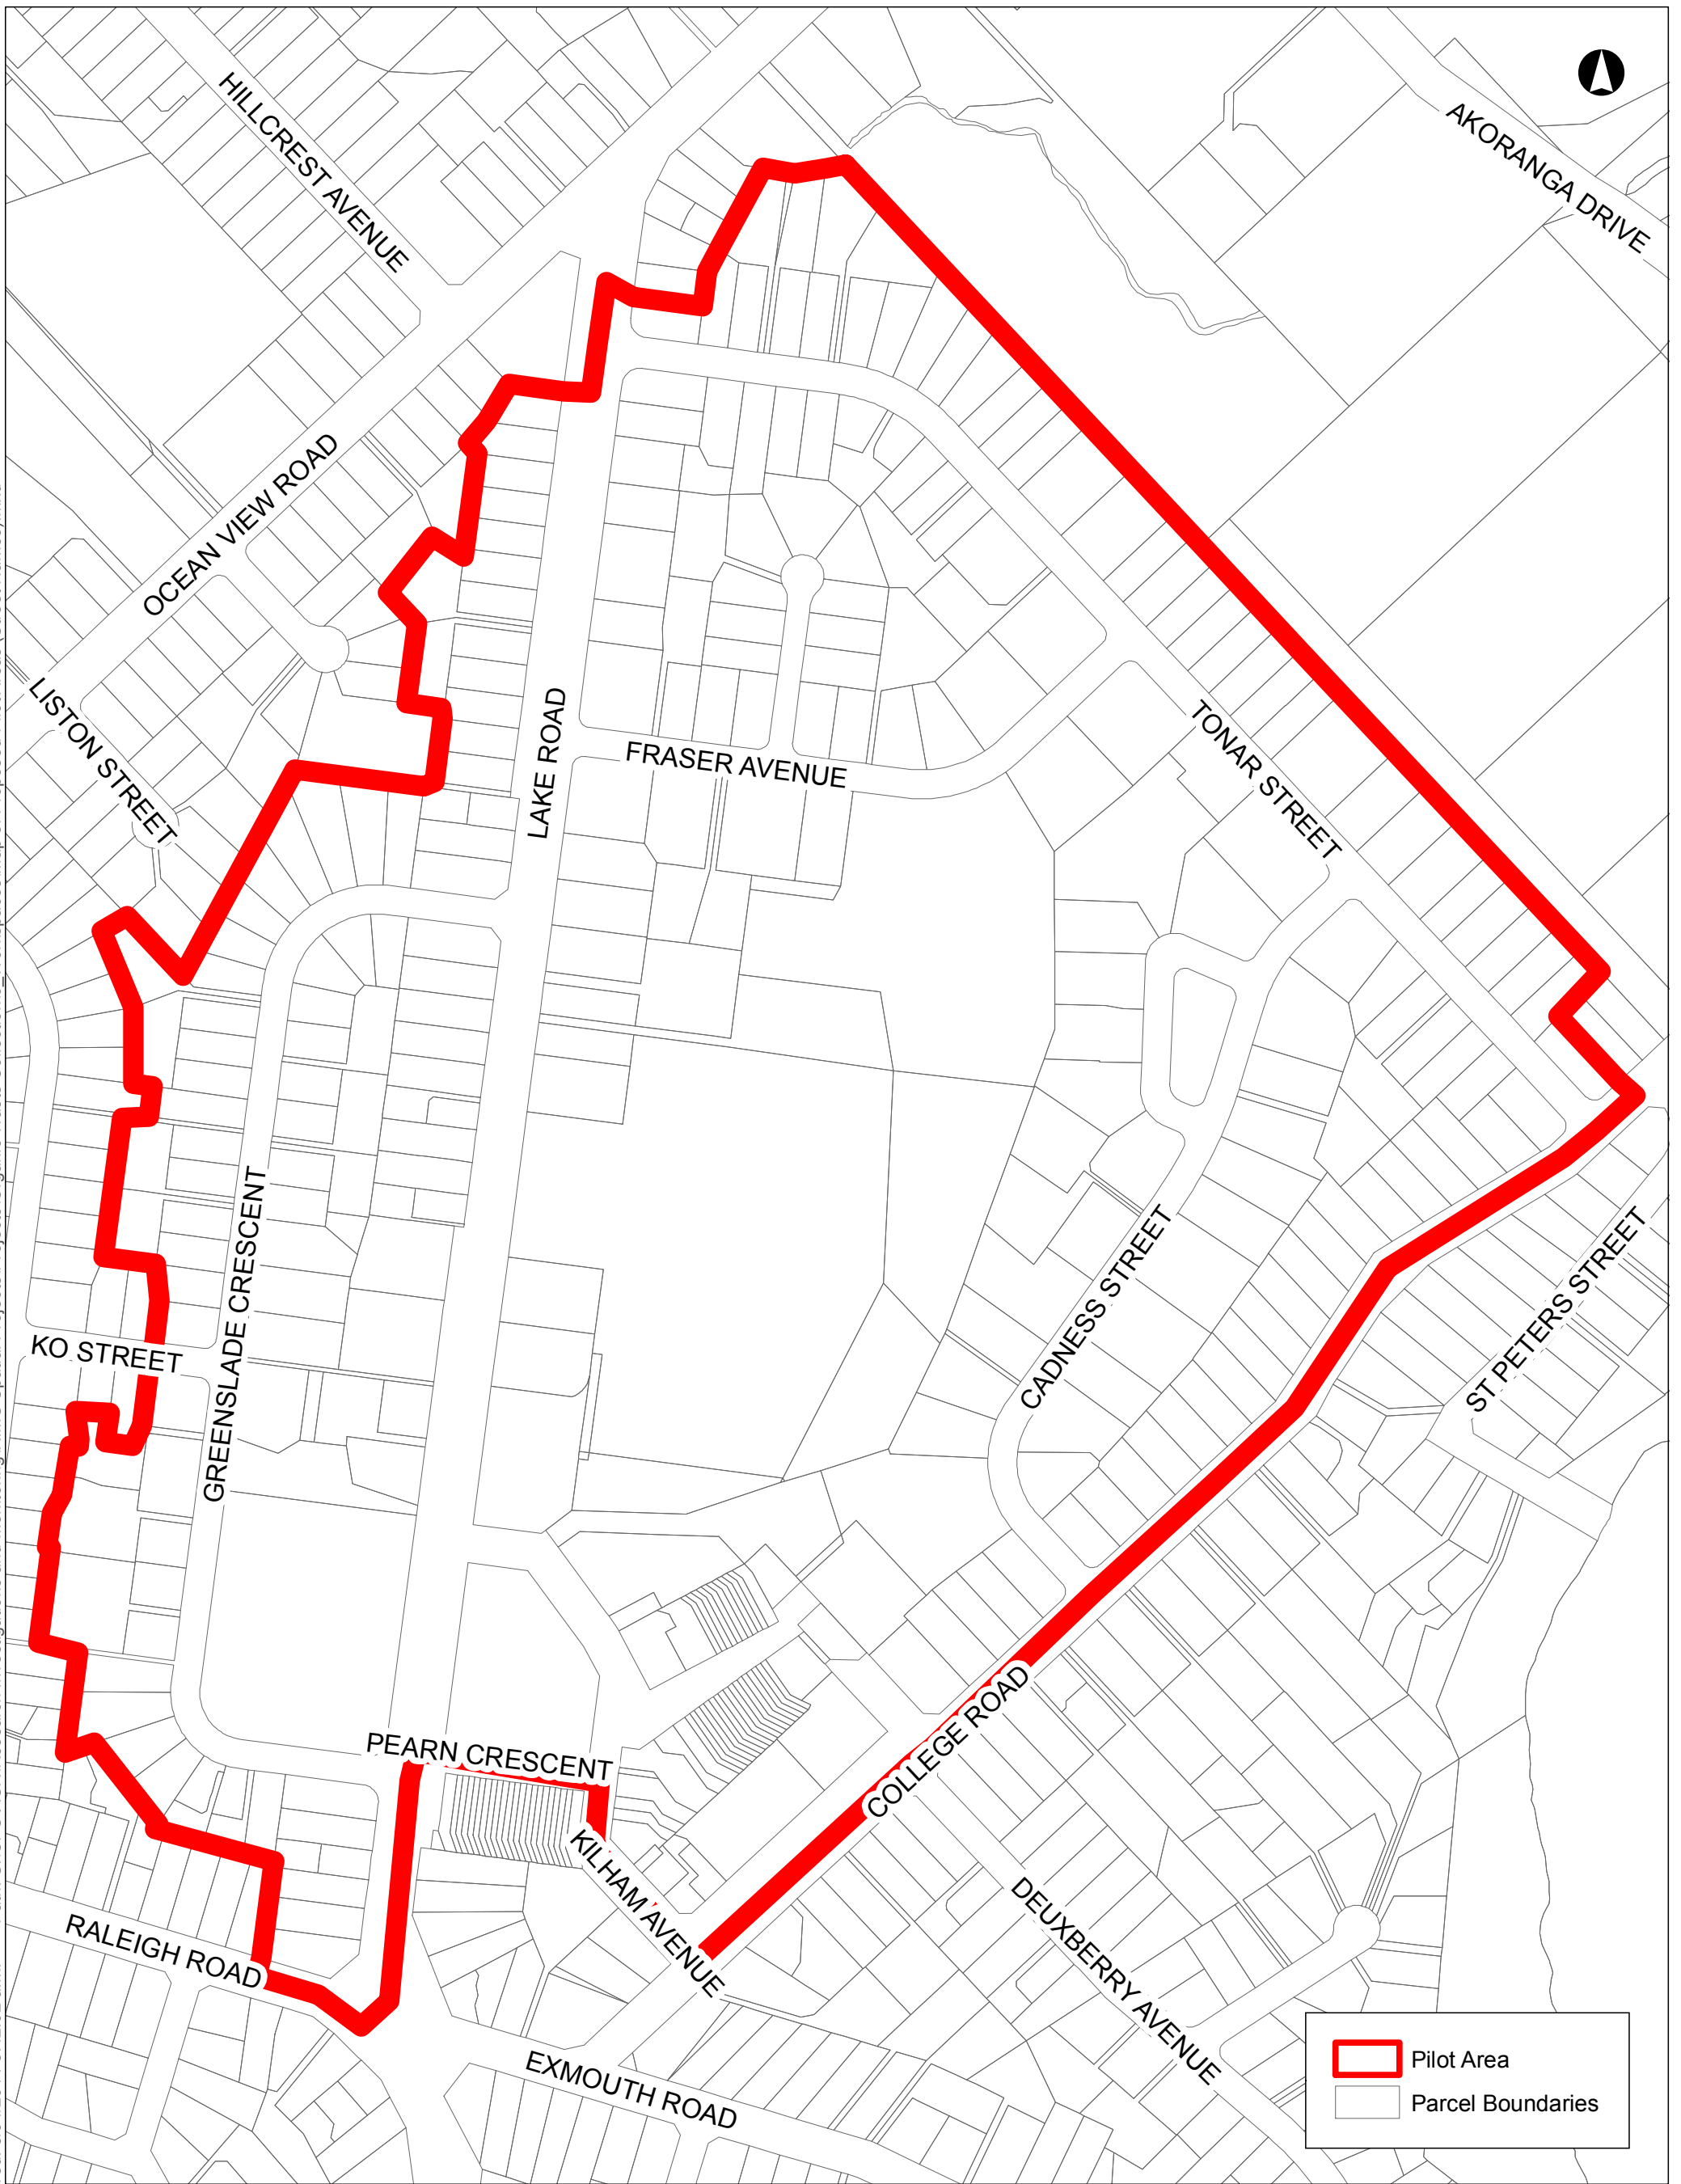 HILLCREST AVENUE
AKORANGA DRIVE
OCEAN VIEW ROAD
LISTON STREET
LAKE ROAD
FRASER AVENUE
TONAR STREET
KO STREET
GREENSLADE CRESCENT
CADNESS STREET
ST PETERS STREET
PEARN CRESCENT
COLLEGE ROAD
KILHAM AVENUE
RALEIGH ROAD
DEUXBERRY AVENUE
EXMOUTH ROAD
Pilot Area
Parcel Boundaries